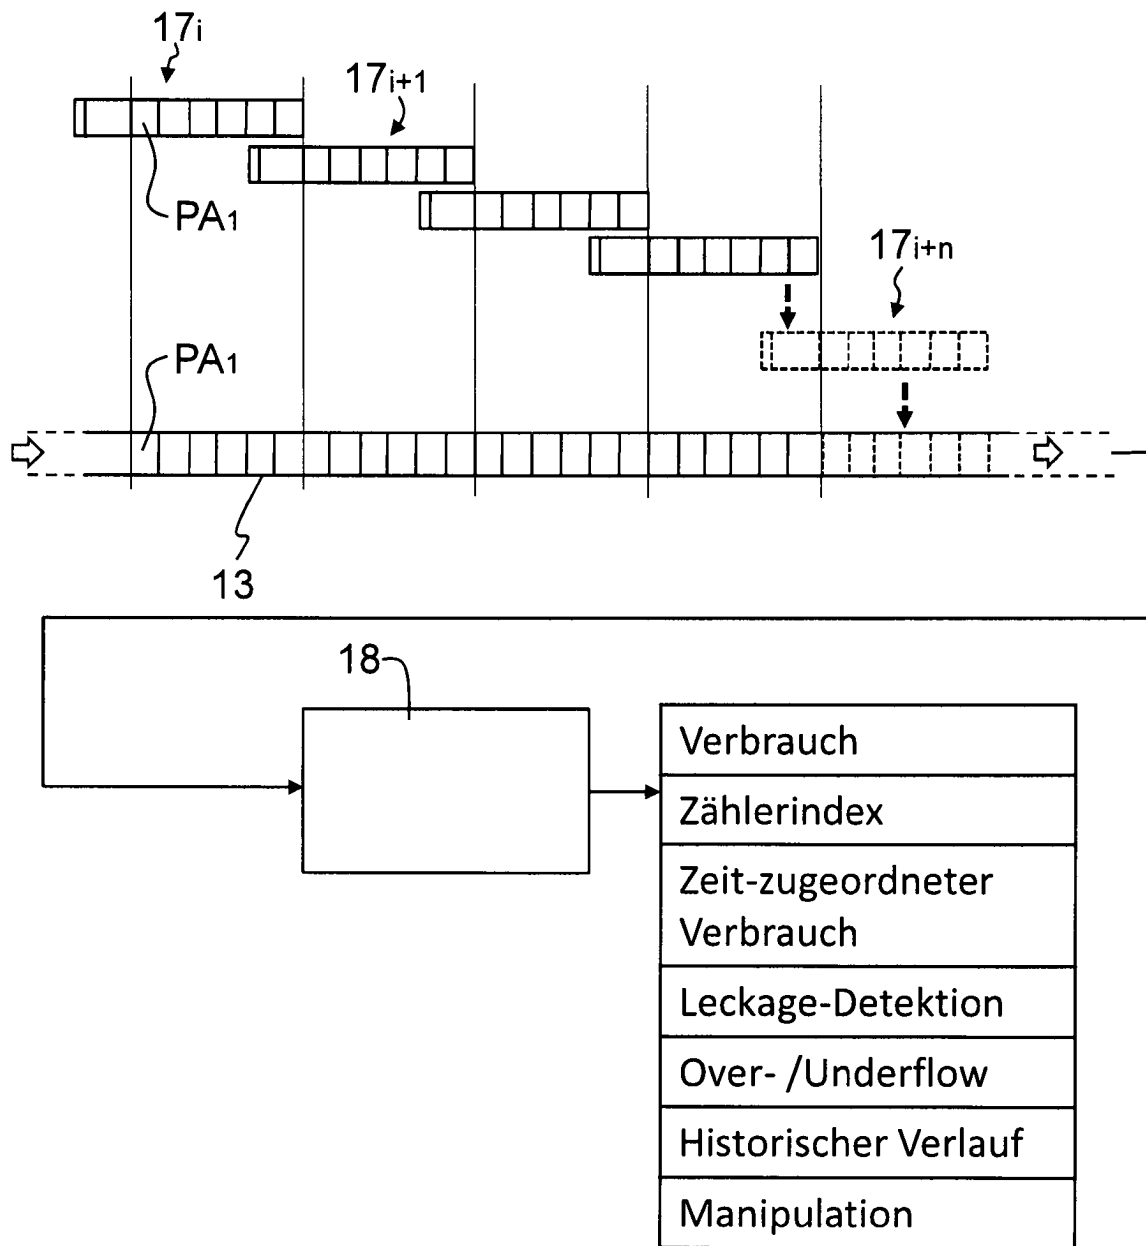 17i
17i+1
PA1
17i+n
PA1
13
18
Verbrauch
Zählerindex
Zeit-zugeordneter
Verbrauch
Leckage-Detektion
Over- /Underflow
Historischer Verlauf
Manipulation